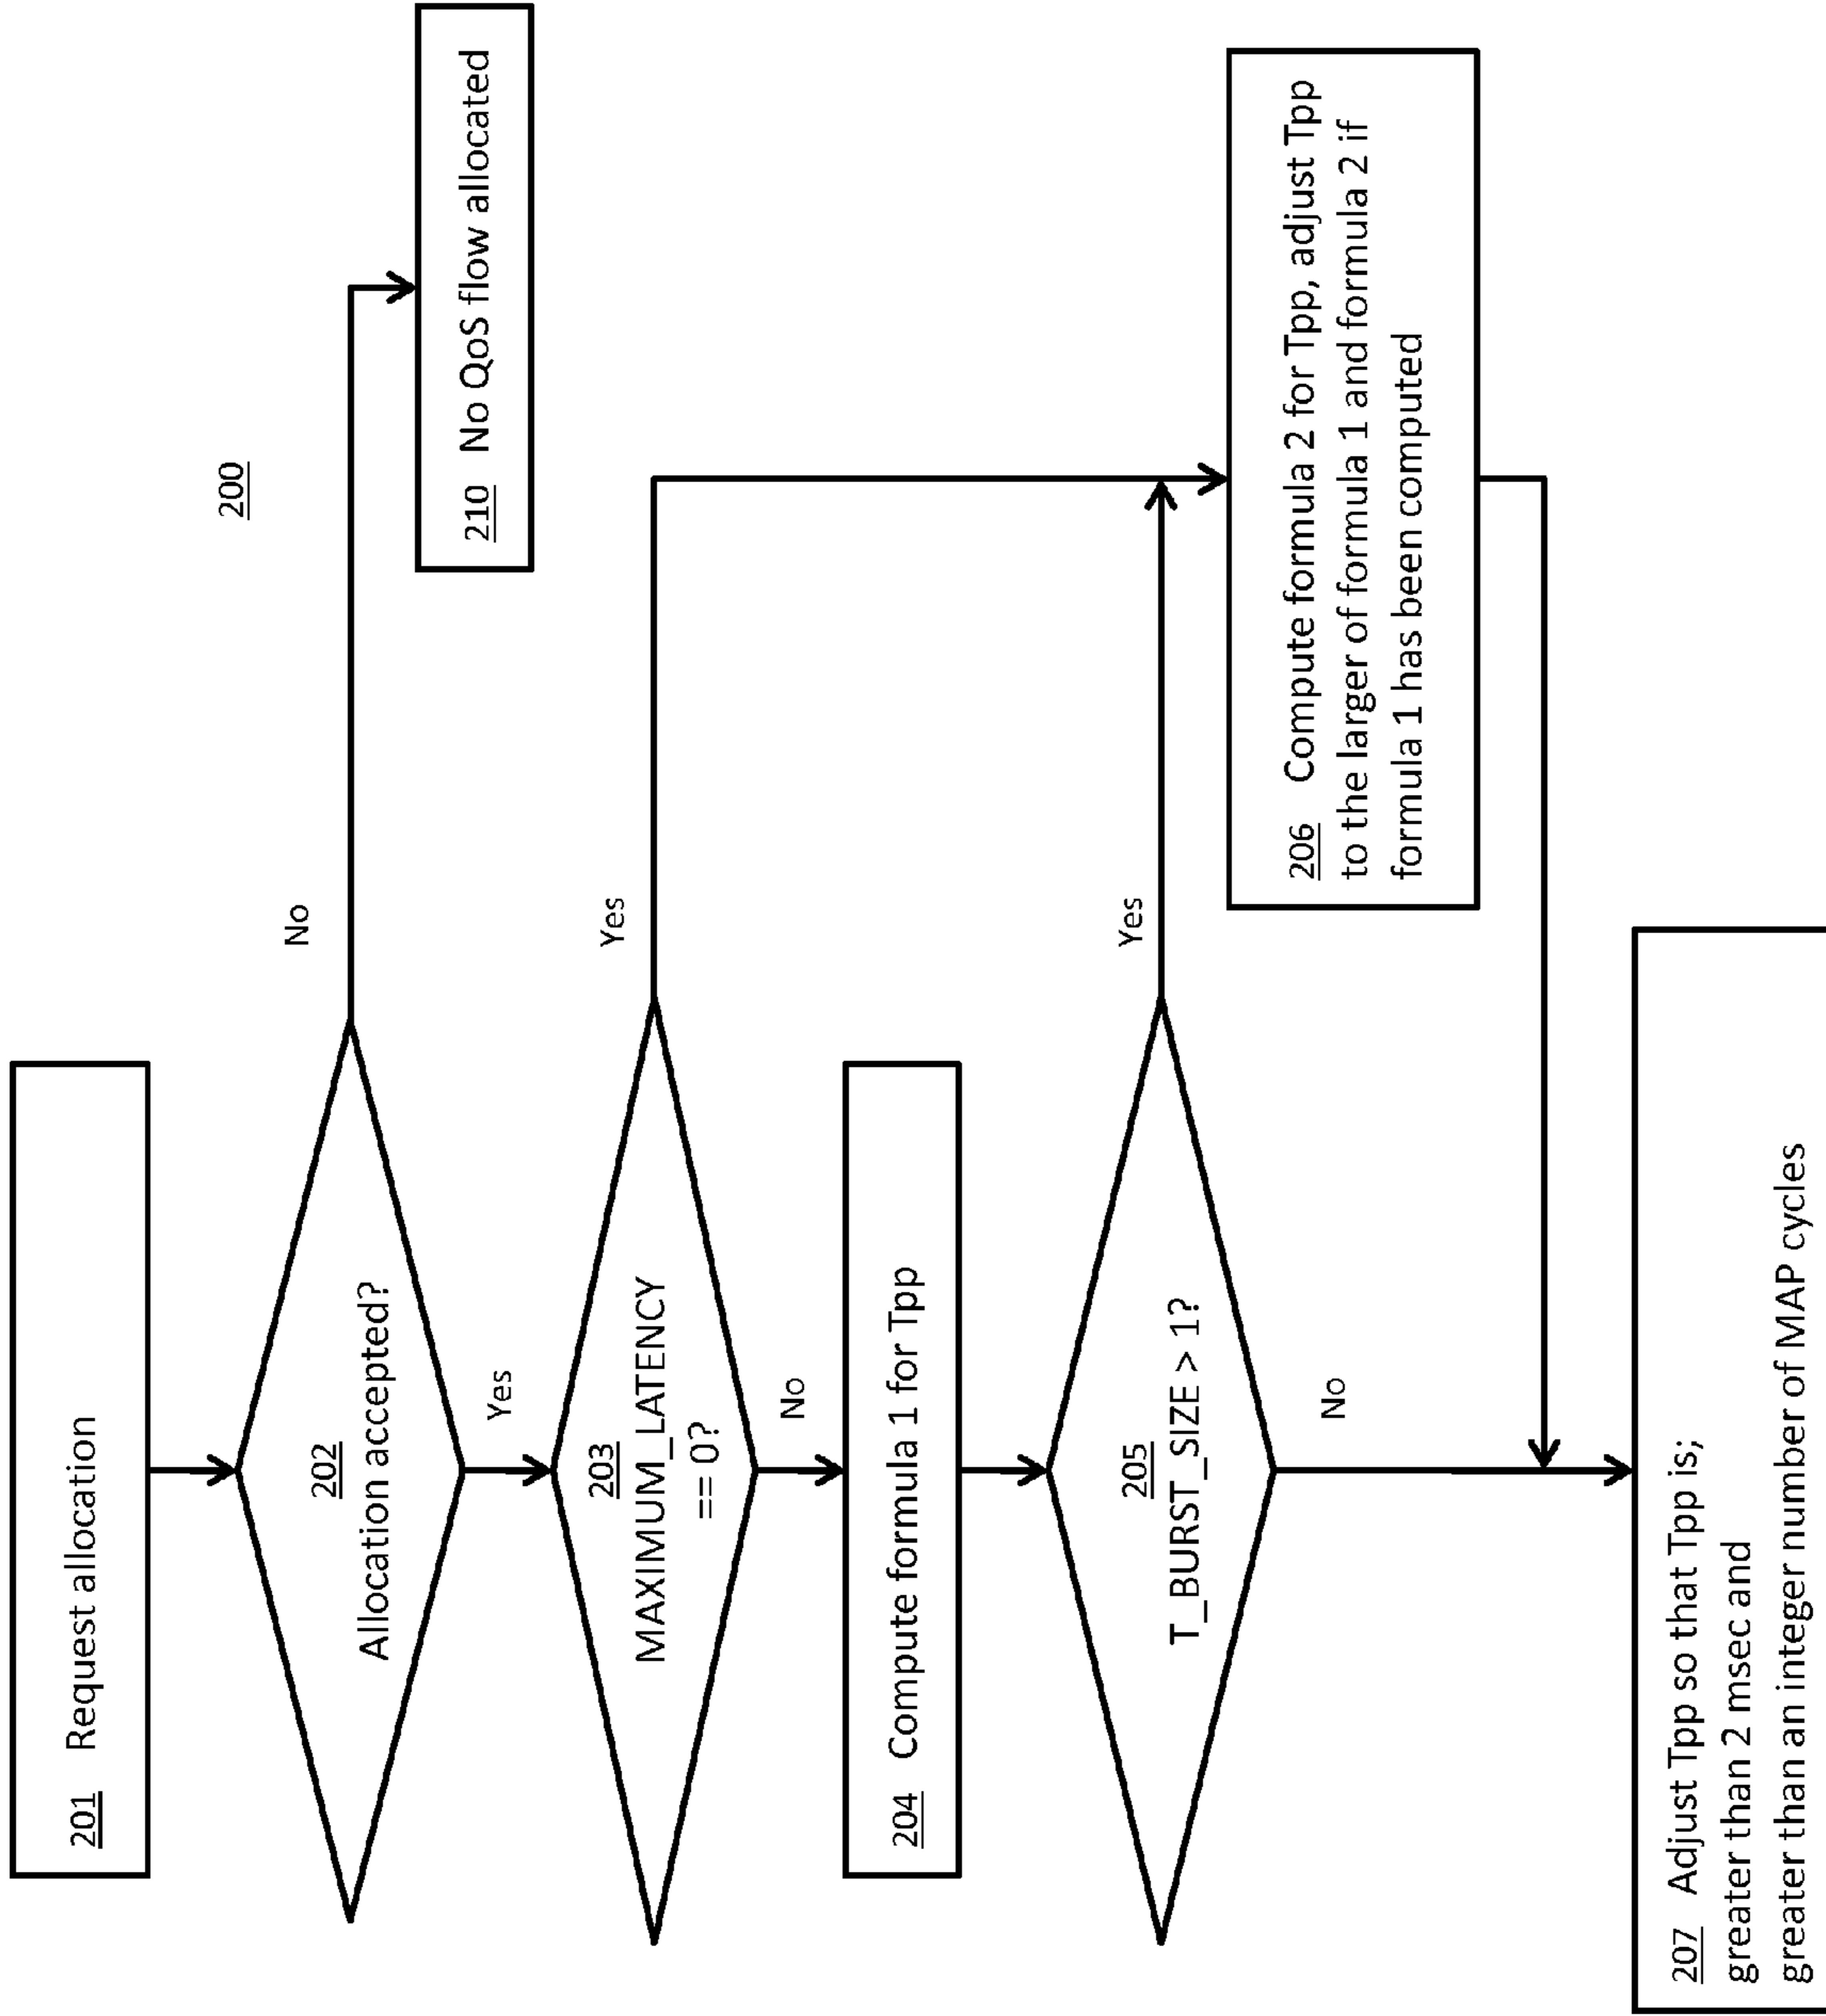 200
201 Request allocation
202
Allocation accepted?
No
210 No QoS flow allocated
Yes
203
MAXIMUM_LATENCY
== 0?
Yes
No
204 Compute formula 1 for Tpp
205
T_BURST_SIZE > 1?
Yes
No
206 Compute formula 2 for Tpp, adjust Tpp
to the larger of formula 1 and formula 2 if
formula 1 has been computed
207 Adjust Tpp so that Tpp is;
greater than 2 msec and
greater than an integer number of MAP cycles